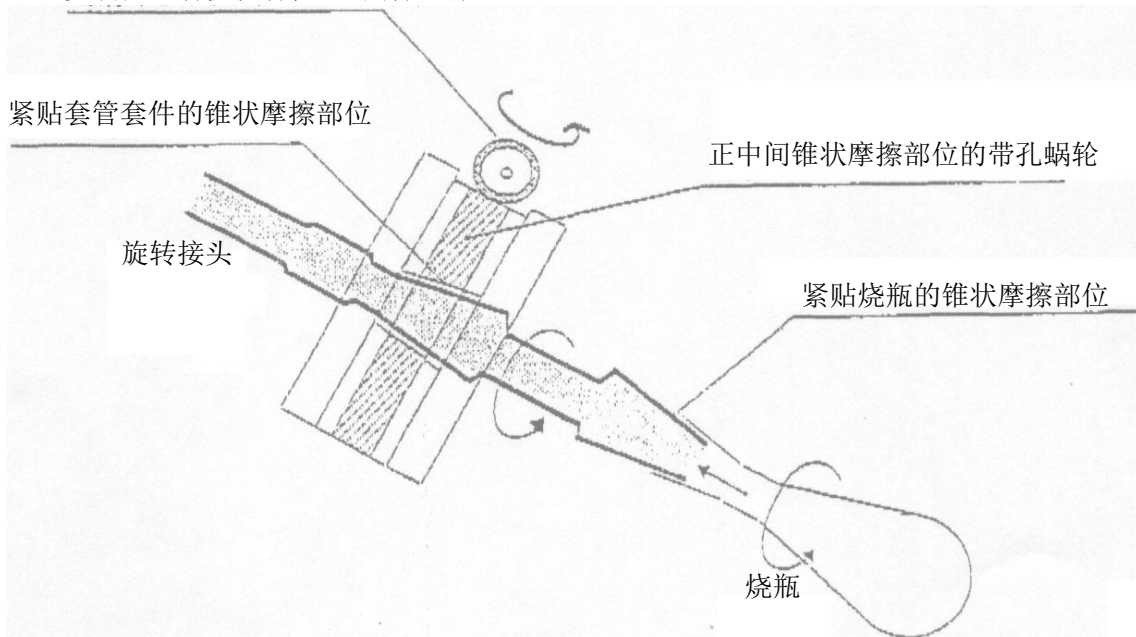 紧贴套管套件的锥状摩擦部位
正中间锥状摩擦部位的带孔蜗轮
旋转接头
紧贴烧瓶的锥状摩擦部位
烧瓶